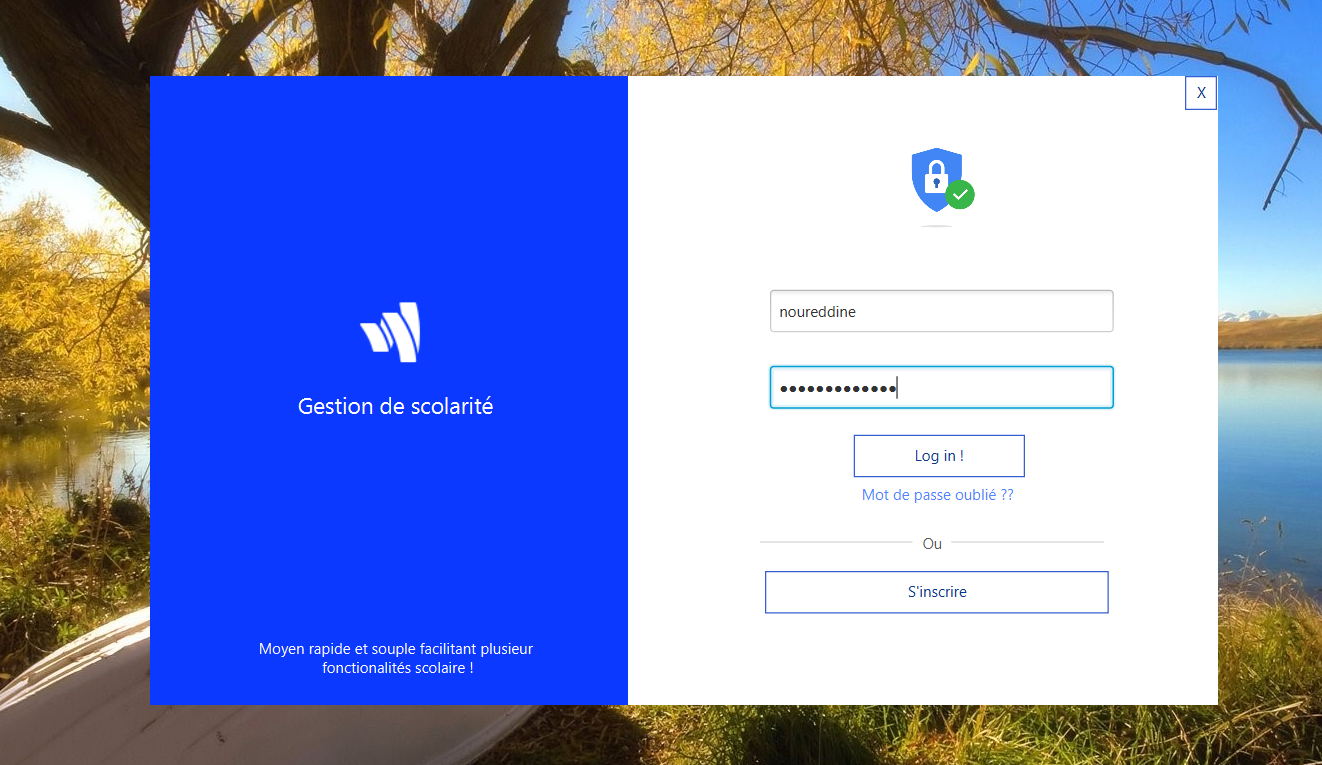 X
noureddine
•••••••••••••
Gestion de scolarité
Log in !
Mot de passe oublié ??
Ou
S'inscrire
Moyen rapide et souple facilitant plusieur
fonctionalités scolaire !